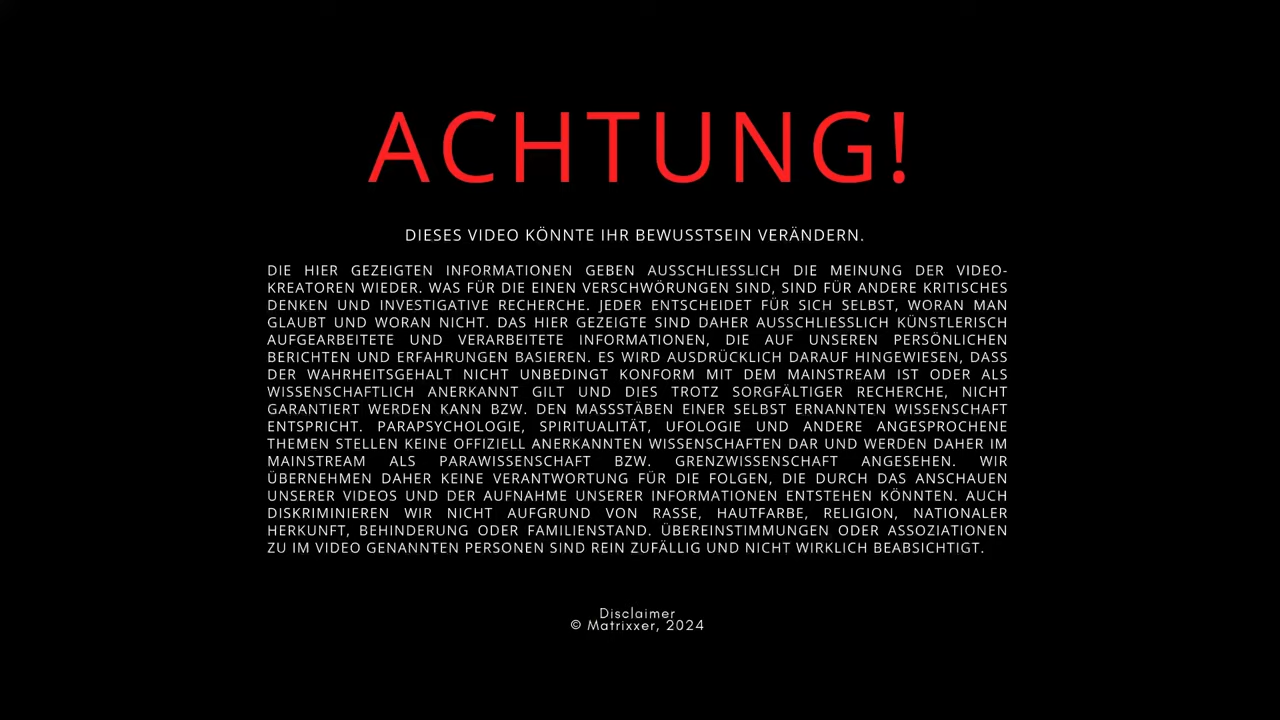 ACHTUNG!
DIESES VIDEO KÖNNTE IHR BEWUSSTSEIN VERÄNDERN.
DIE HIER GEZEIGTEN INFORMATIONEN GEBEN AUSSCHLIESSLICH DIE MEINUNG DER VIDEO-
KREATOREN WIEDER. WAS FÜR DIE EINEN VERSCHWÖRUNGEN SIND, SIND FÜR ANDERE KRITISCHES
DENKEN UND INVESTIGATIVE RECHERCHE. JEDER ENTSCHEIDET FÜR SICH SELBST, WORAN MAN
GLAUBT UND WORAN NICHT. DAS HIER GEZEIGTE SIND DAHER AUSSCHLIESSLICH KÜNSTLERISCH
AUFGEARBEITETE UND VERARBEITETE INFORMATIONEN, DIE AUF UNSEREN PERSÖNLICHEN
BERICHTEN UND ERFAHRUNGEN BASIEREN. ES WIRD AUSDRÜCKLICH DARAUF HINGEWIESEN, DASS
DER WAHRHEITSGEHALT NICHT UNBEDINGT KONFORM MIT DEM MAINSTREAM IST ODER ALS
WISSENSCHAFTLICH ANERKANNT GILT UND DIES TROTZ SORGFÄLTIGER RECHERCHE, NICHT
GARANTIERT WERDEN KANN BZW. DEN MASSSTÄBEN EINER SELBST ERNANNTEN WISSENSCHAFT
ENTSPRICHT. PARAPSYCHOLOGIE, SPIRITUALITÄT, UFOLOGIE UND ANDERE ANGESPROCHENE
THEMEN STELLEN KEINE OFFIZIELL ANERKANNTEN WISSENSCHAFTEN DAR UND WERDEN DAHER IM
MAINSTREAM ALS PARAWISSENSCHAFT BZW. GRENZWISSENSCHAFT ANGESEHEN. WIR
ÜBERNEHMEN DAHER KEINE VERANTWORTUNG FÜR DIE FOLGEN, DIE DURCH DAS ANSCHAUEN
UNSERER VIDEOS UND DER AUFNAHME UNSERER INFORMATIONEN ENTSTEHEN KÖNNTEN. AUCH
DISKRIMINIEREN WIR NICHT AUFGRUND VON RASSE, HAUTFARBE, RELIGION, NATIONALER
HERKUNFT, BEHINDERUNG ODER FAMILIENSTAND. ÜBEREINSTIMMUNGEN ODER ASSOZIATIONEN
ZU IM VIDEO GENANNTEN PERSONEN SIND REIN ZUFÄLLIG UND NICHT WIRKLICH BEABSICHTIGT.
Disclaimer
© Matrixxer, 2024